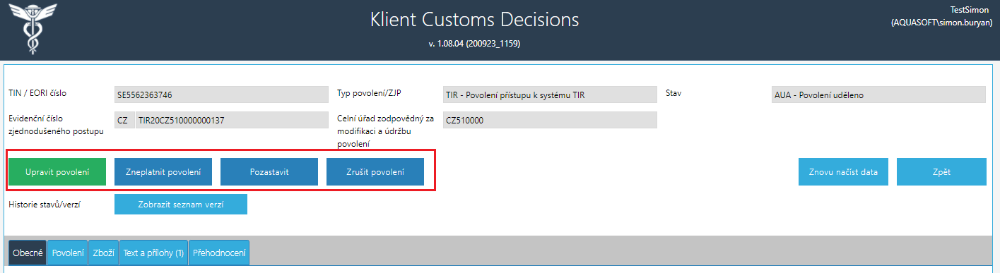 Klient Customs Decisions
v. 1.08.04 (200923_1159)
TestSimon
(AQUASOFT\simon.buryan)
TIN / EORI číslo
SE5562363746
Typ povolení/ZJP
TIR - Povolení přístupu k systému TIR
Stav
AUA - Povolení uděleno
Evidenční číslo
zjednodušeného postupu
CZ
TIR20CZ510000000137
Celní úřad zodpovědný za
modifikaci a údržbu
povolení
CZ510000
Upravit povolení
Zneplatnit povolení
Pozastavit
Zrušit povolení
Znovu načíst data
Zpět
Historie stavů/verzí
Zobrazit seznam verzí
Obecné
Povolení
Zboží
Text a přílohy (1)
Přehodnocení